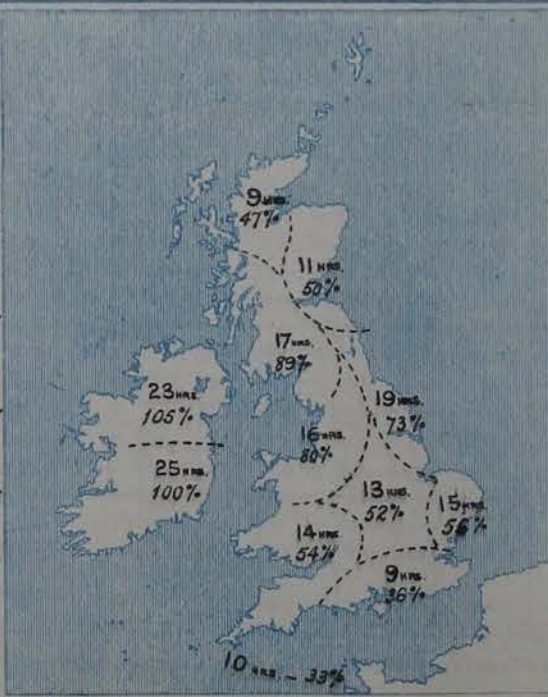 9 HRS.
47%
11 HRS.
50%
17 HRS.
89%
23 HRS.
105%
19 HRS.
73%
16 HRS.
80%
25 HRS.
100%
13 HRS.
52%
15 HRS.
56%
14 HRS.
54%
9 HRS.
36%
10 HRS. – 33%